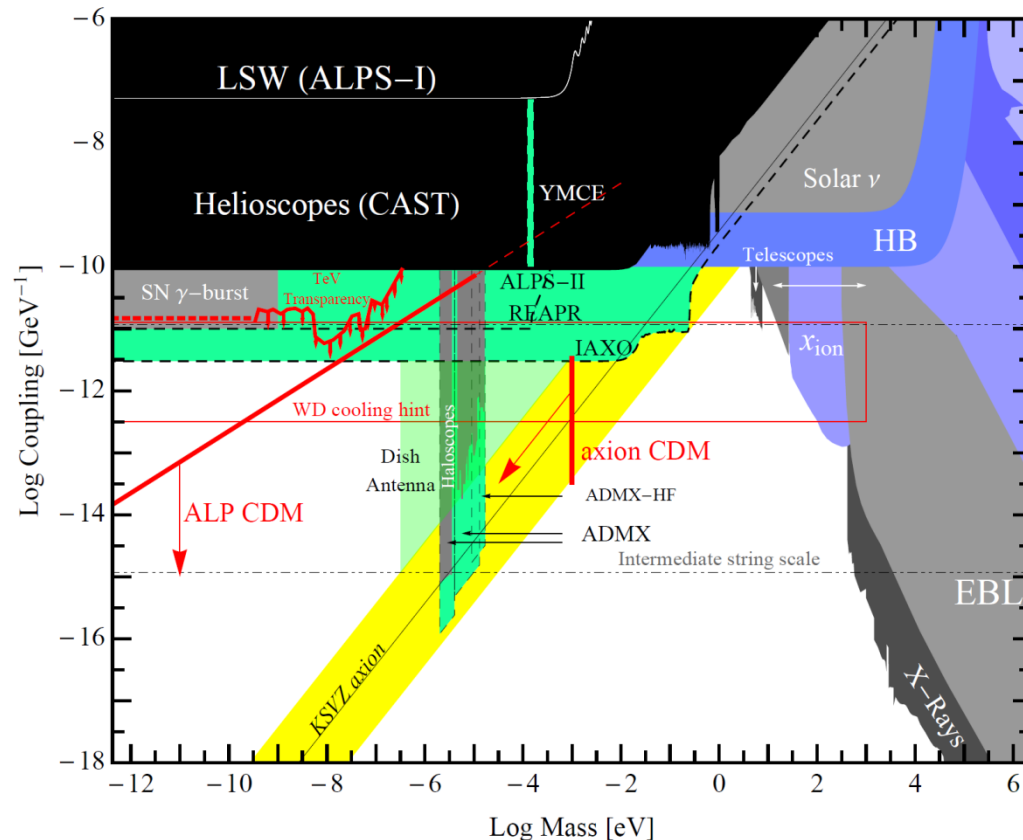 LSW (ALPS−I)
Helioscopes (CAST)
YMCE
Solar ν
HB
Telescopes
SN γ−burst
TeV
Transparency
ALPS−II
REAPR
IAXO
x_ion
WD cooling hint
Haloscopes
Dish
Antenna
axion CDM
ADMX−HF
ADMX
ALP CDM
Intermediate string scale
EBL
KSVZ axion
X−Rays
Log Coupling [GeV⁻¹]
−6
−8
−10
−12
−14
−16
−18
−12
−10
−8
−6
−4
−2
0
2
4
6
Log Mass [eV]